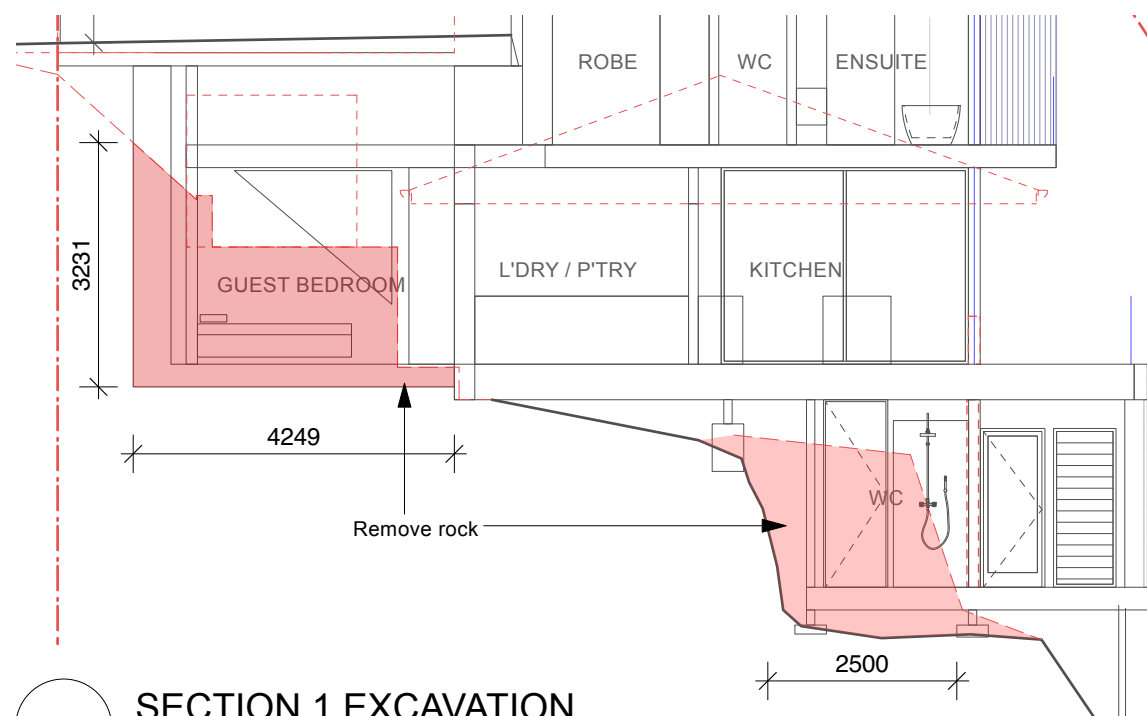 ROBE
WC
ENSUITE
3231
GUEST BEDROOM
L'DRY / P'TRY
KITCHEN
4249
WC
Remove rock
2500
SECTION 1 EXCAVATION